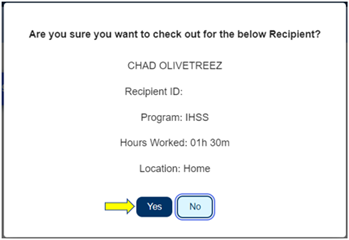 Are you sure you want to check out for the below Recipient?
CHAD OLIVETREEZ
Recipient ID:
Program: IHSS
Hours Worked: 01h 30m
Location: Home
Yes No